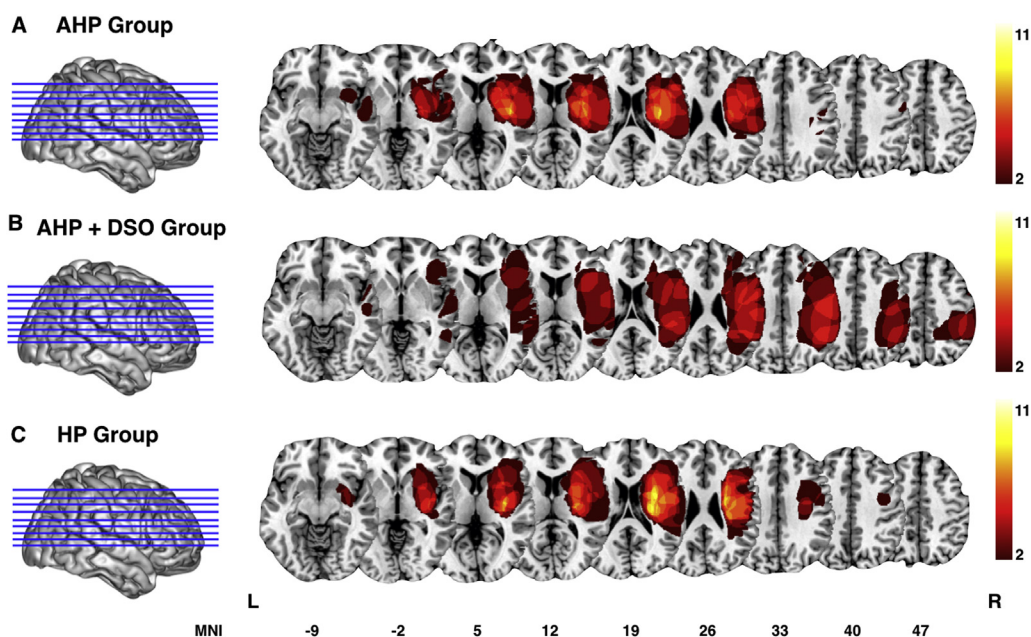 A AHP Group
11
2
B AHP + DSO Group
11
2
C HP Group
11
2
L R
MNI -9 -2 5 12 19 26 33 40 47